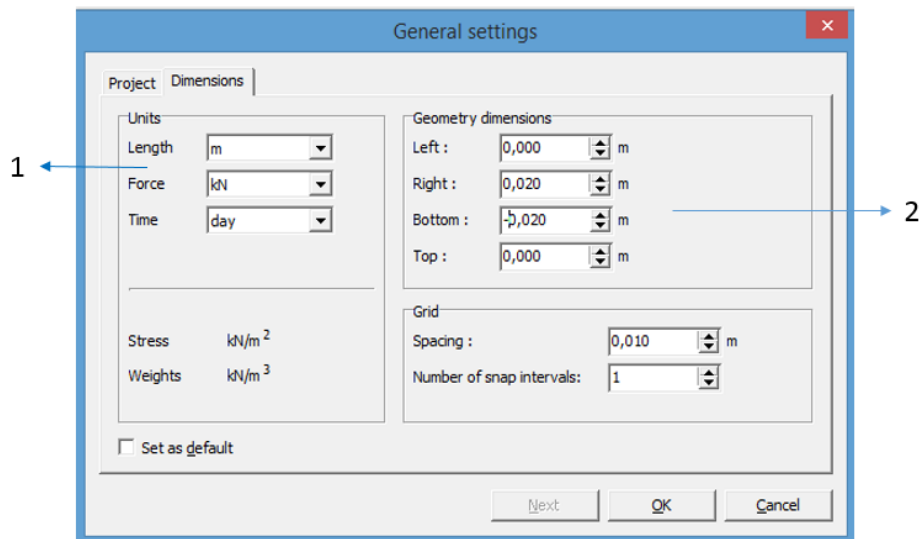 General settings
Project
Dimensions
Units
Length m
Force kN
Time day
Stress kN/m 2
Weights kN/m 3
Geometry dimensions
Left : 0,000 m
Right : 0,020 m
Bottom : -0,020 m
Top : 0,000 m
Grid
Spacing : 0,010 m
Number of snap intervals: 1
Set as default
Next OK Cancel
1
2